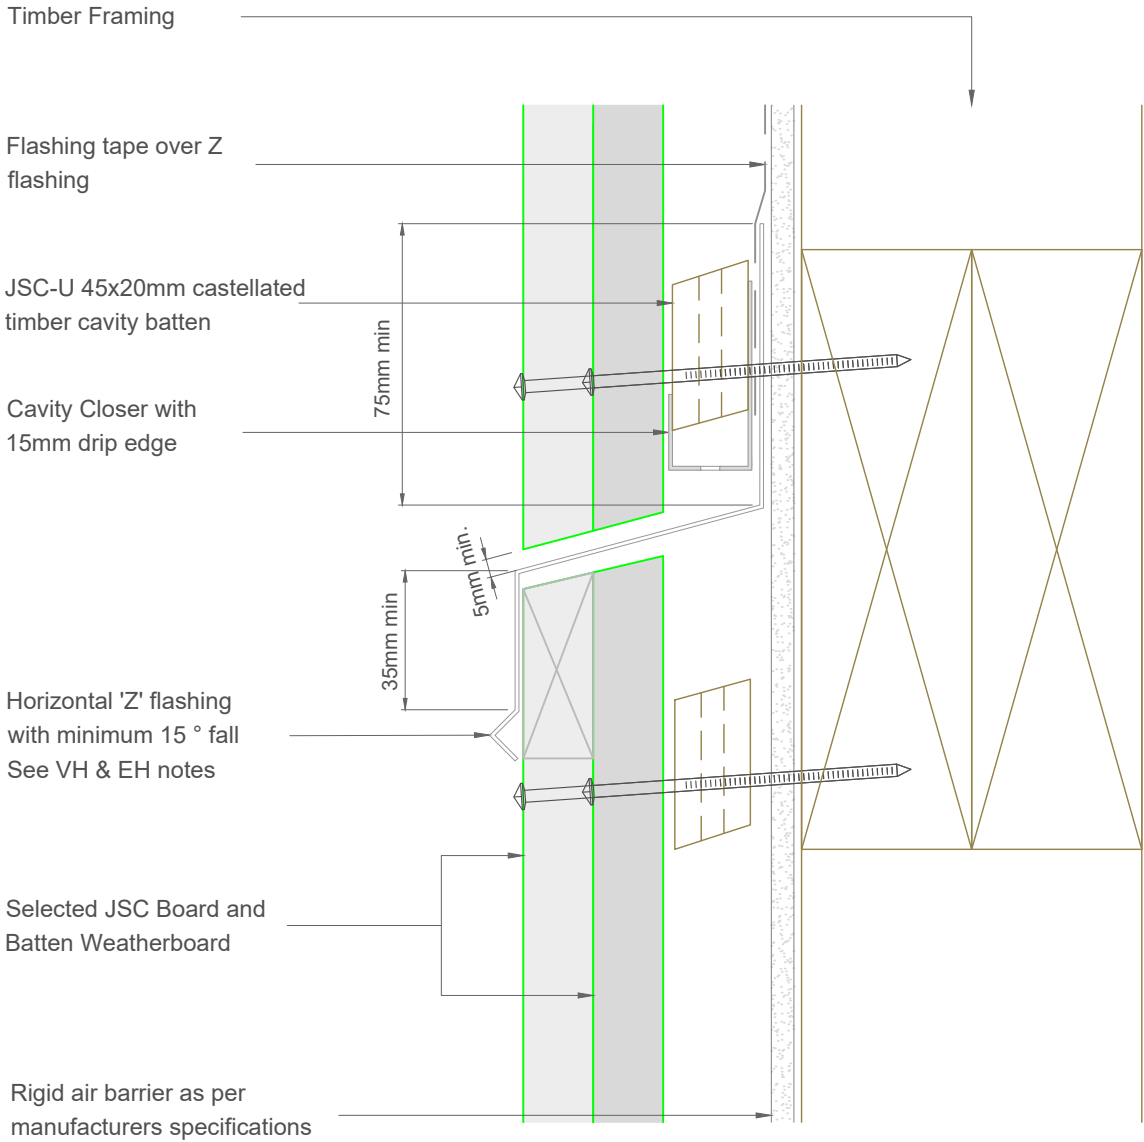 Timber Framing
Flashing tape over Z
flashing
JSC-U 45x20mm castellated
timber cavity batten
75mm min
Cavity Closer with
15mm drip edge
5mm min.
35mm min
Horizontal 'Z' flashing
with minimum 15 ° fall
See VH & EH notes
Selected JSC Board and
Batten Weatherboard
Rigid air barrier as per
manufacturers specifications